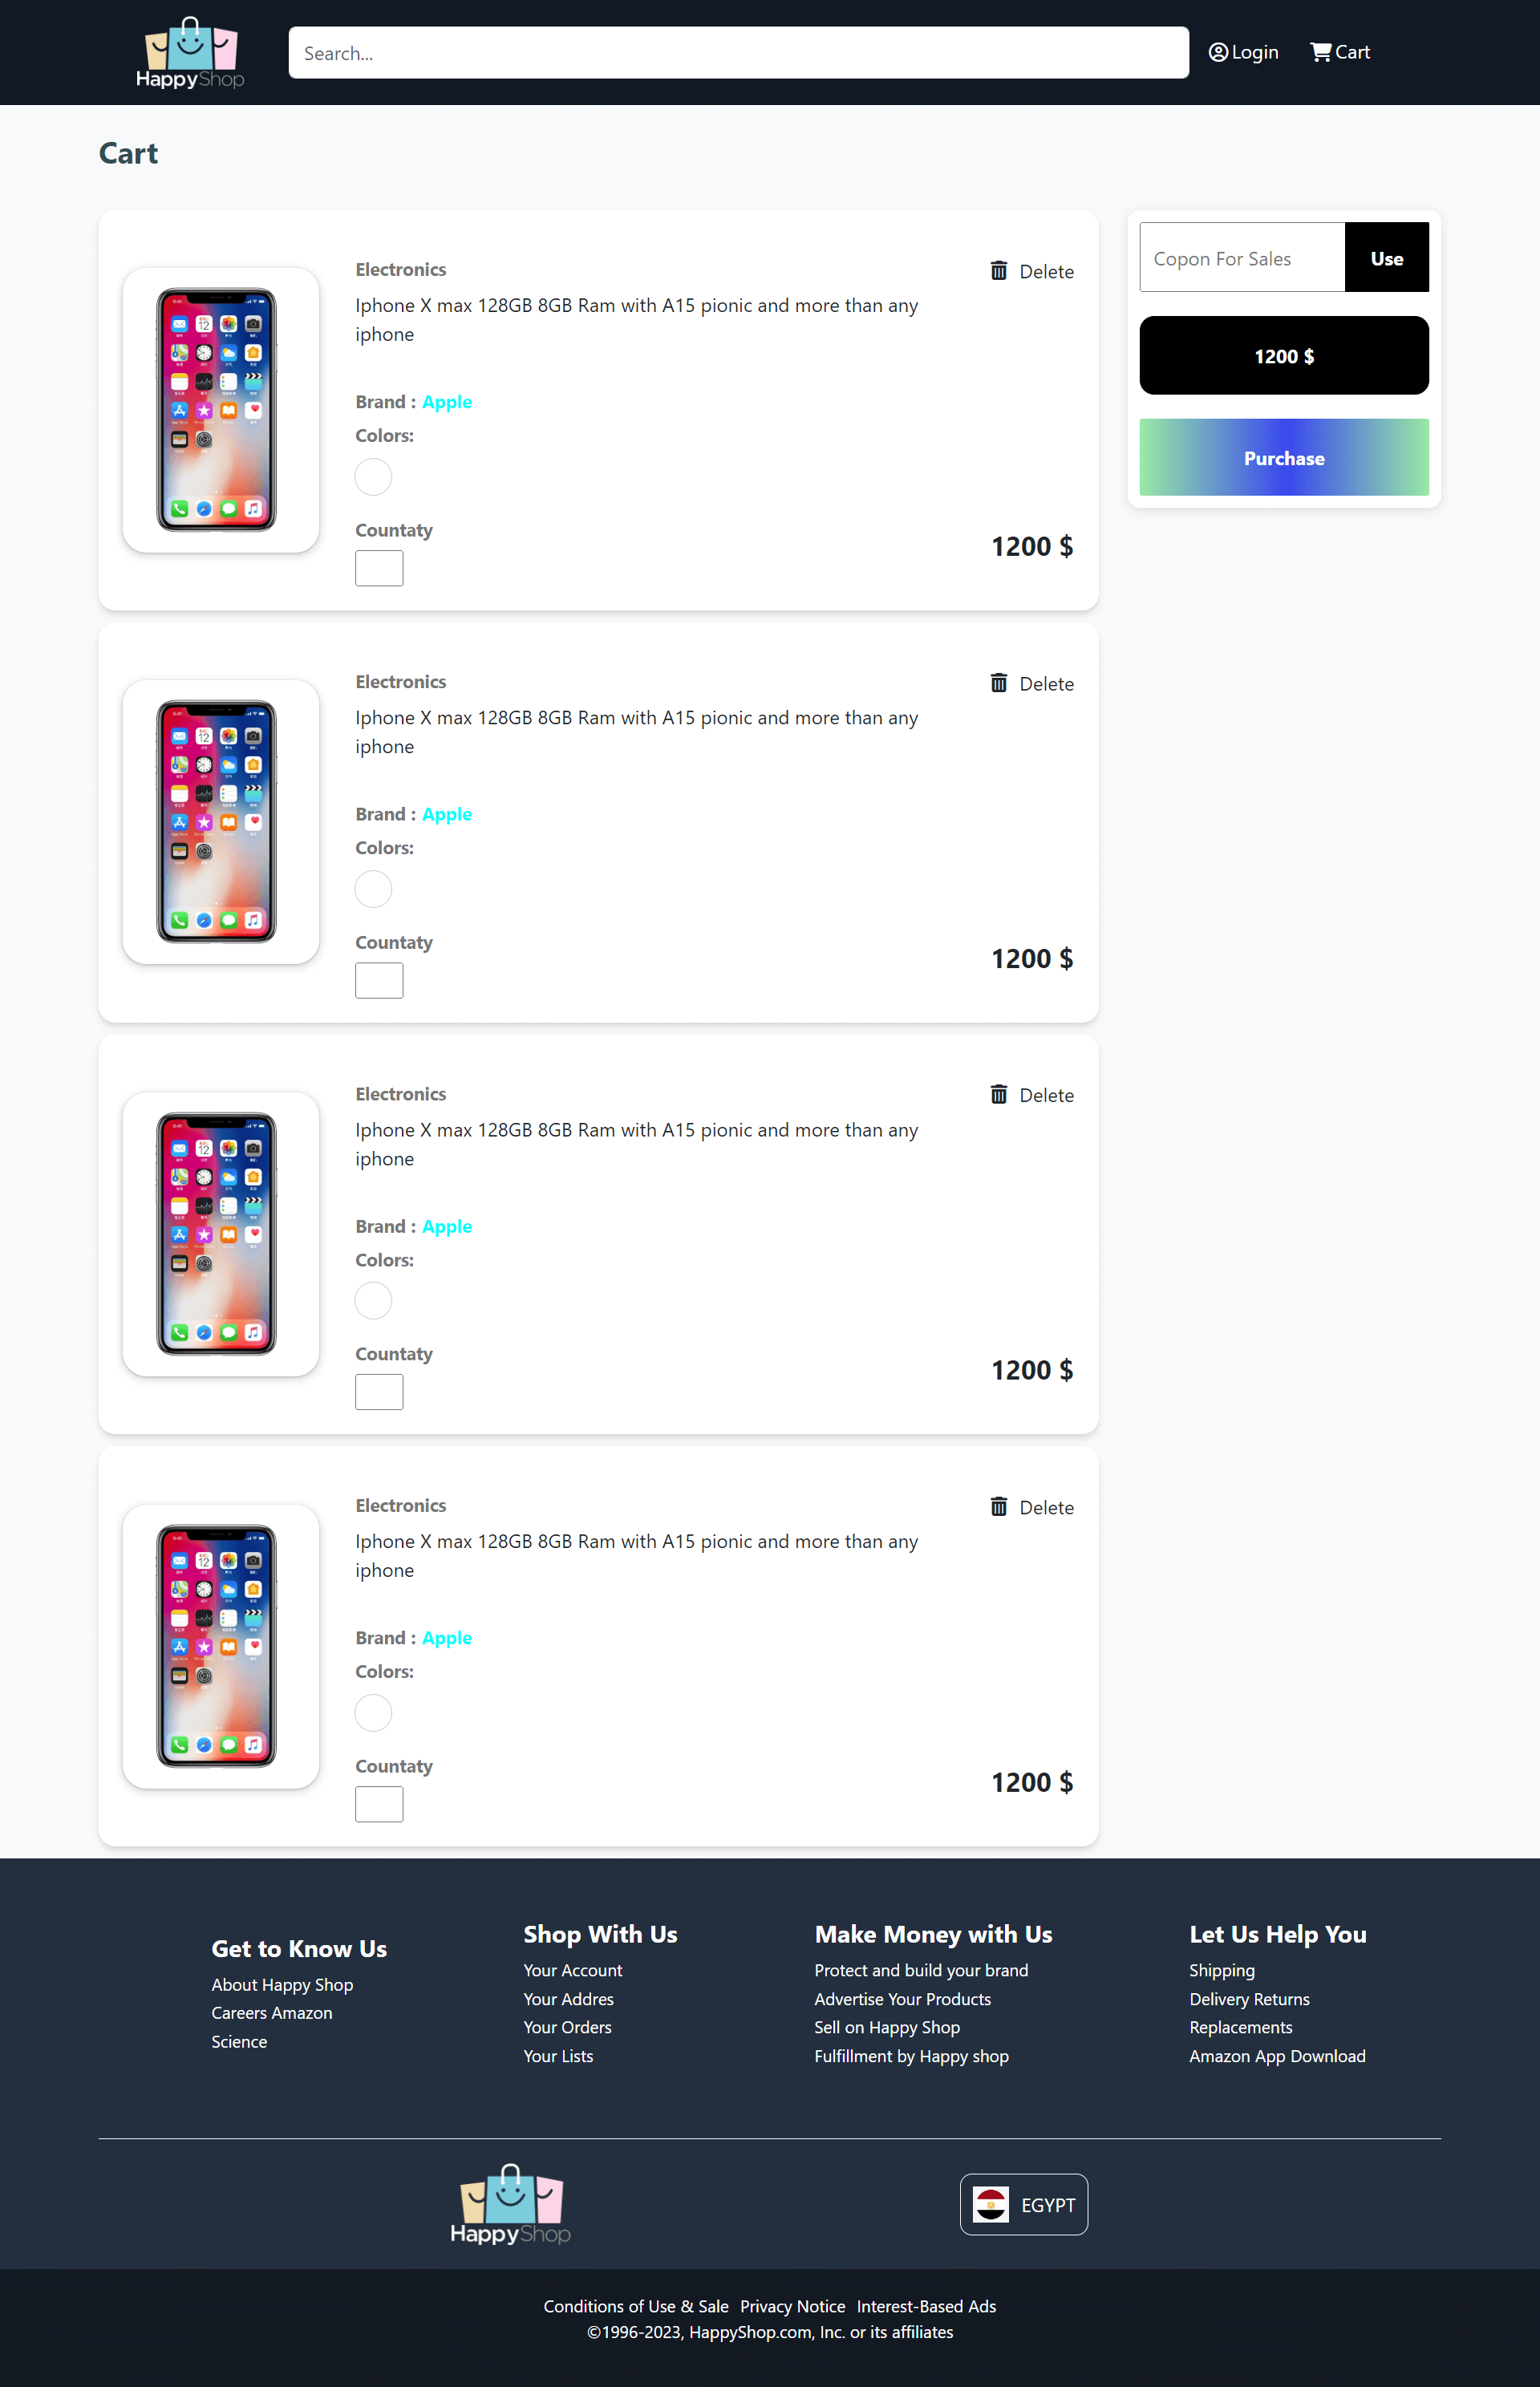 HappyShop
Search...
Login
Cart
Cart
Electronics
Delete
Iphone X max 128GB 8GB Ram with A15 pionic and more than any
iphone
Brand : Apple
Colors:
Countaty
1200 $
Copon For Sales
Use
1200 $
Purchase
Electronics
Delete
Iphone X max 128GB 8GB Ram with A15 pionic and more than any
iphone
Brand : Apple
Colors:
Countaty
1200 $
Electronics
Delete
Iphone X max 128GB 8GB Ram with A15 pionic and more than any
iphone
Brand : Apple
Colors:
Countaty
1200 $
Electronics
Delete
Iphone X max 128GB 8GB Ram with A15 pionic and more than any
iphone
Brand : Apple
Colors:
Countaty
1200 $
Get to Know Us
About Happy Shop
Careers Amazon
Science
Shop With Us
Your Account
Your Addres
Your Orders
Your Lists
Make Money with Us
Protect and build your brand
Advertise Your Products
Sell on Happy Shop
Fulfillment by Happy shop
Let Us Help You
Shipping
Delivery Returns
Replacements
Amazon App Download
HappyShop
EGYPT
Conditions of Use & Sale Privacy Notice Interest-Based Ads
©1996-2023, HappyShop.com, Inc. or its affiliates